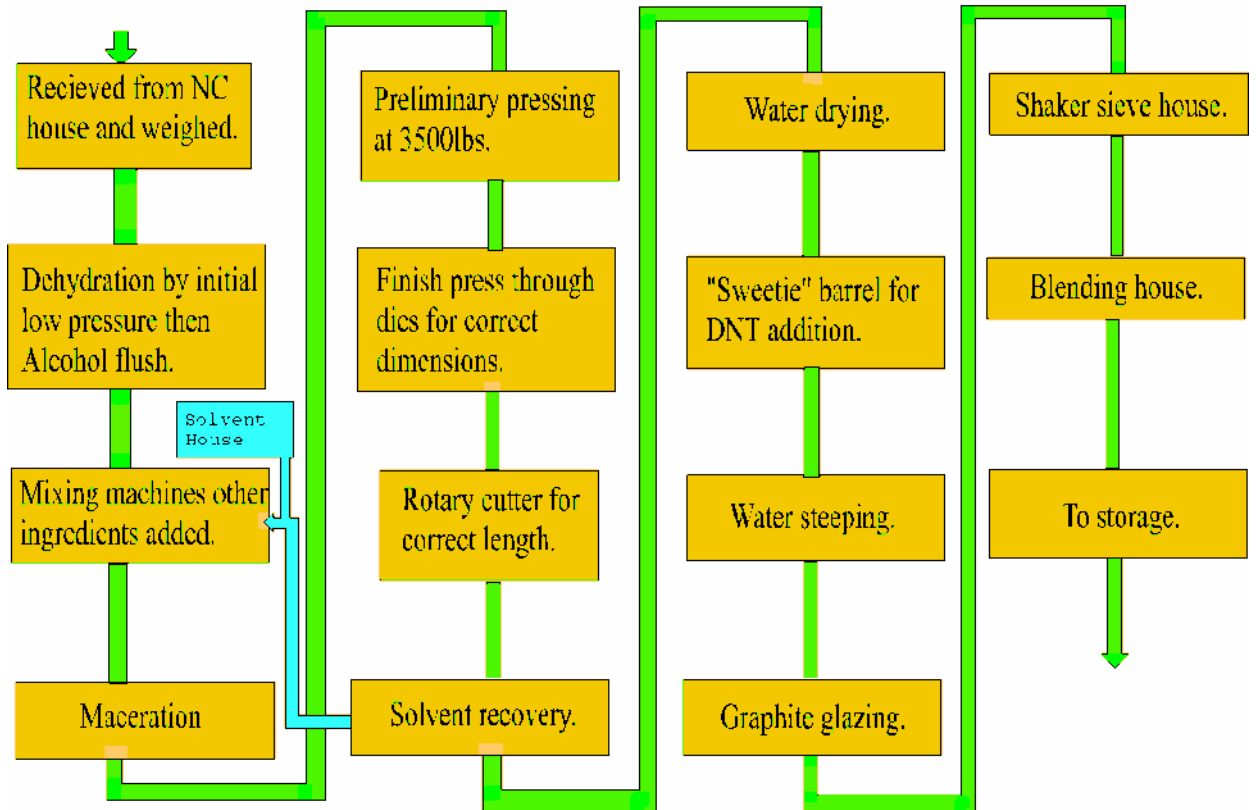 Recieved from NC
house and weighed.
Dehydration by initial
low pressure then
Alcohol flush.
Solvent
House
Mixing machines other
ingredients added.
Maceration
Preliminary pressing
at 3500lbs.
Finish press through
dies for correct
dimensions.
Rotary cutter for
correct length.
Solvent recovery.
Water drying.
"Sweetie" barrel for
DNT addition.
Water steeping.
Graphite glazing.
Shaker sieve house.
Blending house.
To storage.